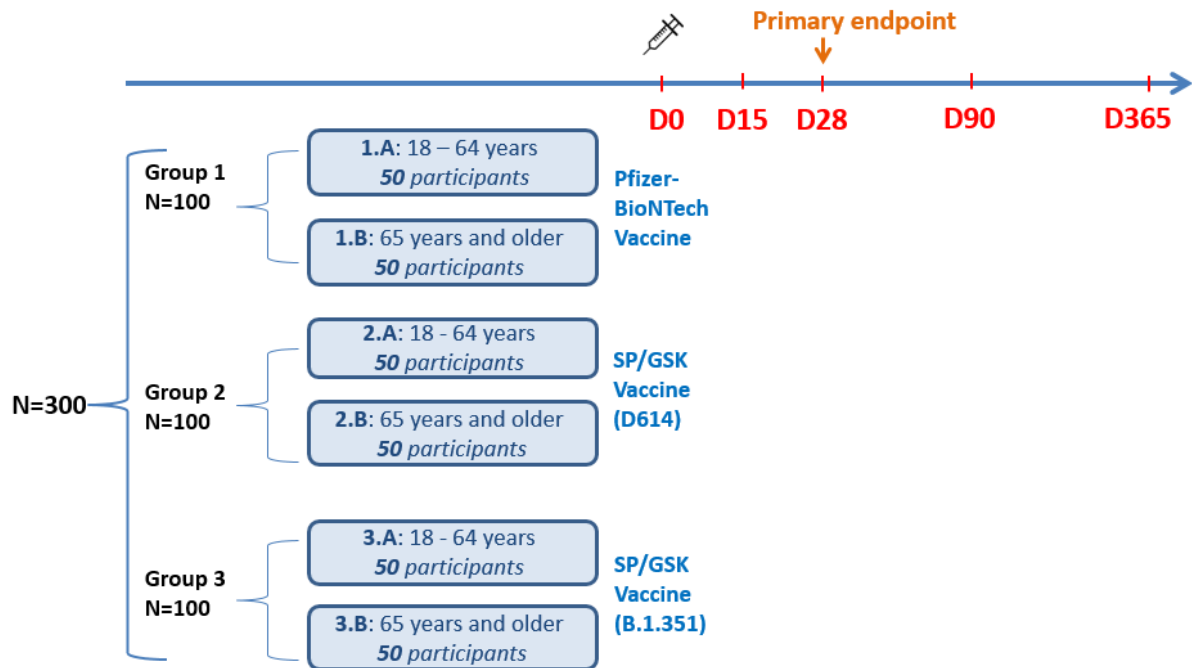 Primary endpoint
D0 D15 D28 D90 D365
N=300
Group 1
N=100
1.A: 18 – 64 years
50 participants
1.B: 65 years and older
50 participants
Pfizer-
BioNTech
Vaccine
Group 2
N=100
2.A: 18 - 64 years
50 participants
2.B: 65 years and older
50 participants
SP/GSK
Vaccine
(D614)
Group 3
N=100
3.A: 18 - 64 years
50 participants
3.B: 65 years and older
50 participants
SP/GSK
Vaccine
(B.1.351)